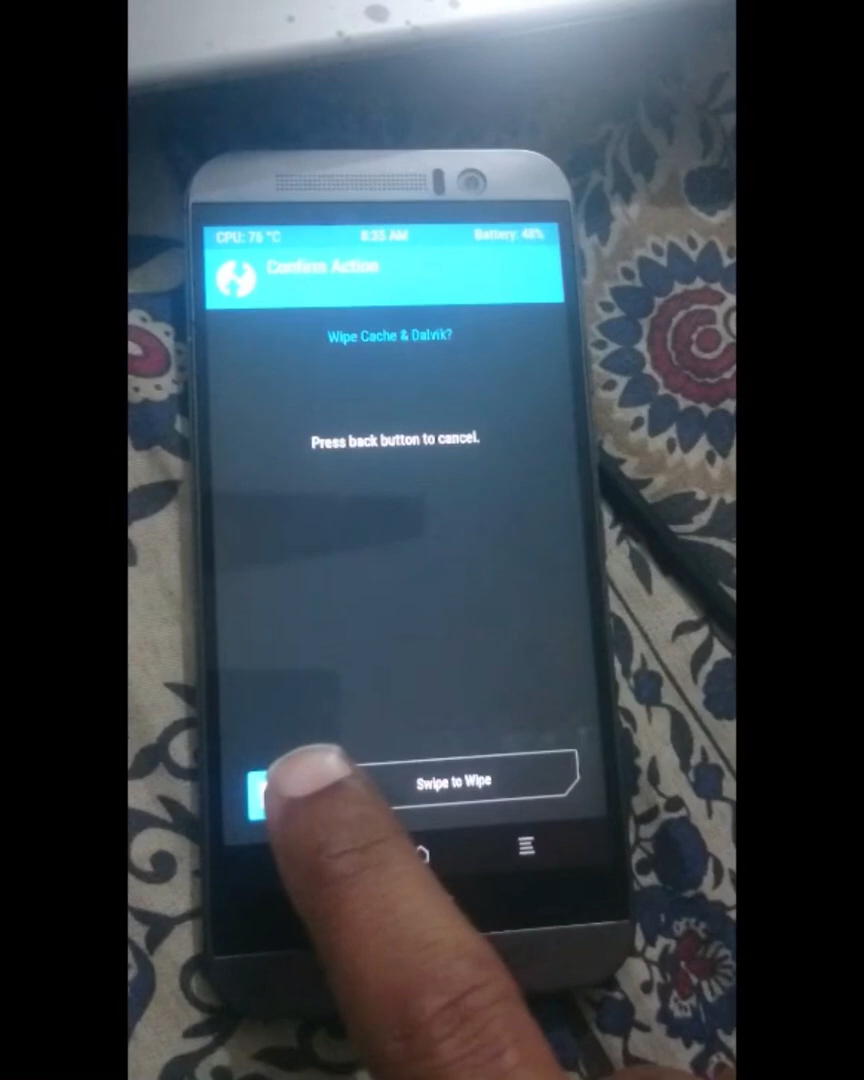 CPU: 76 °C 8:35 AM Battery: 48%
Confirm Action
Wipe Cache & Dalvik?
Press back button to cancel.
Swipe to Wipe